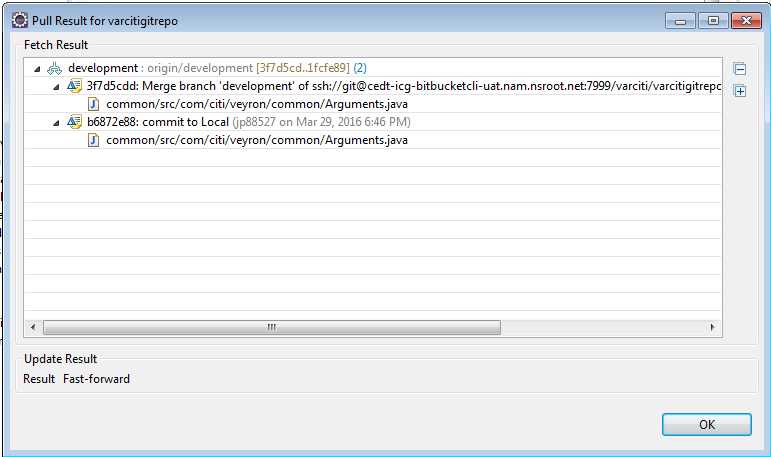 Pull Result for varcitigitrepo
Fetch Result
development : origin/development [3f7d5cd..1fcfe89] (2)
3f7d5cdd: Merge branch 'development' of ssh://git@cedt-icg-bitbucketcli-uat.nam.nsroot.net:7999/varciti/varcitigitrepo
common/src/com/citi/veyron/common/Arguments.java
b6872e88: commit to Local (jp88527 on Mar 29, 2016 6:46 PM)
common/src/com/citi/veyron/common/Arguments.java
Update Result
Result Fast-forward
OK